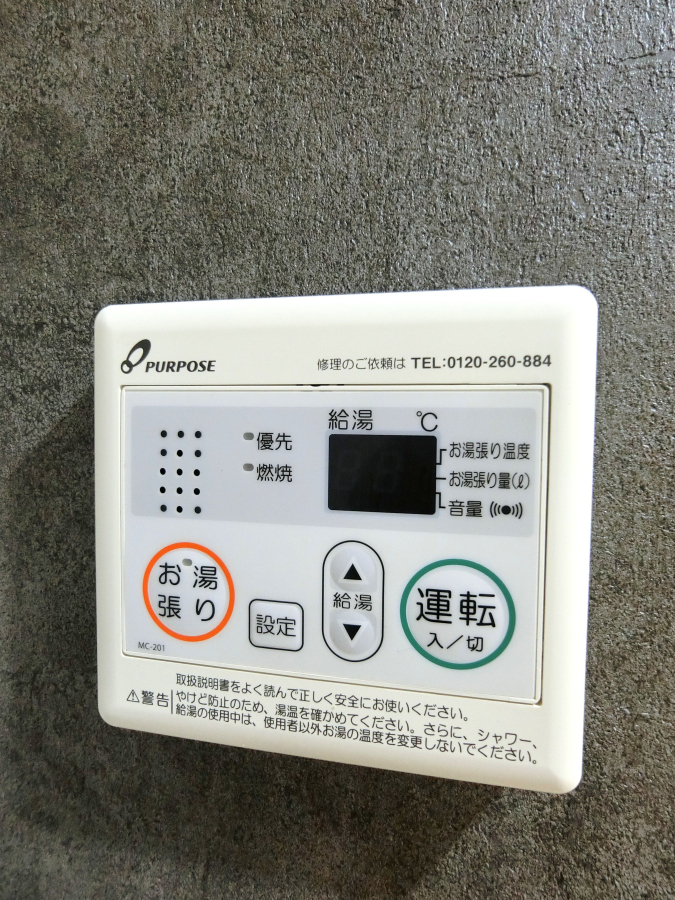 PURPOSE
修理のご依頼は TEL:0120-260-884
給湯 ℃
優先
燃焼
お湯張り温度
お湯張り量(ℓ)
音量
お湯
張り
設定
▲
給湯
▼
運転
入／切
MC-201
取扱説明書をよく読んで正しく安全にお使いください。
⚠警告
やけど防止のため、湯温を確かめてください。さらに、シャワー、
給湯の使用中は、使用者以外お湯の温度を変更しないでください。